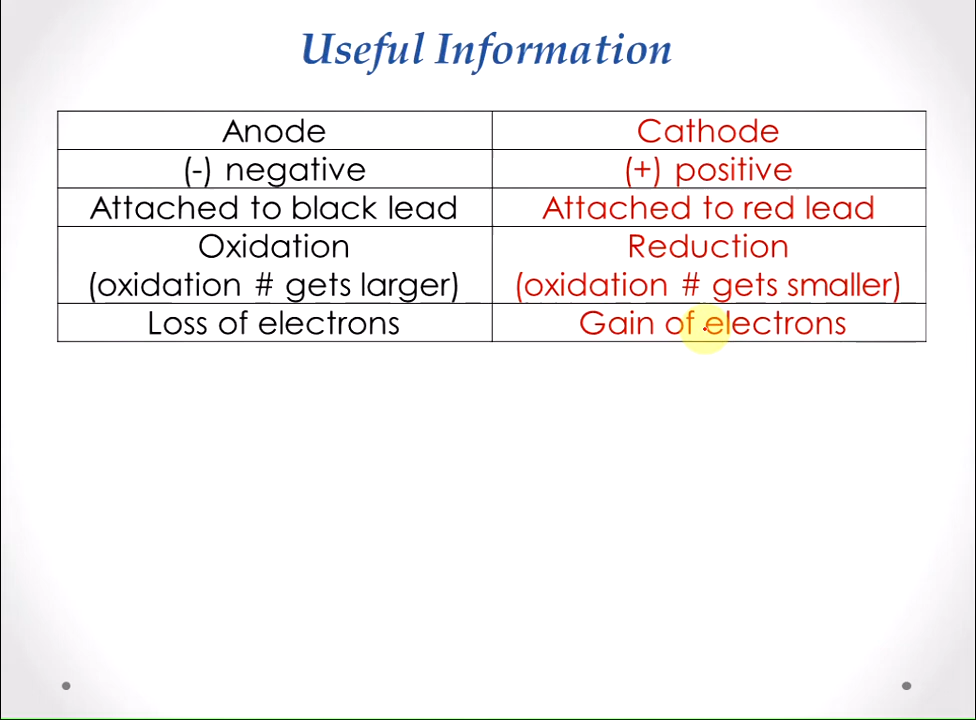 Useful Information
Anode Cathode
(-) negative (+) positive
Attached to black lead Attached to red lead
Oxidation Reduction
(oxidation # gets larger) (oxidation # gets smaller)
Loss of electrons Gain of electrons